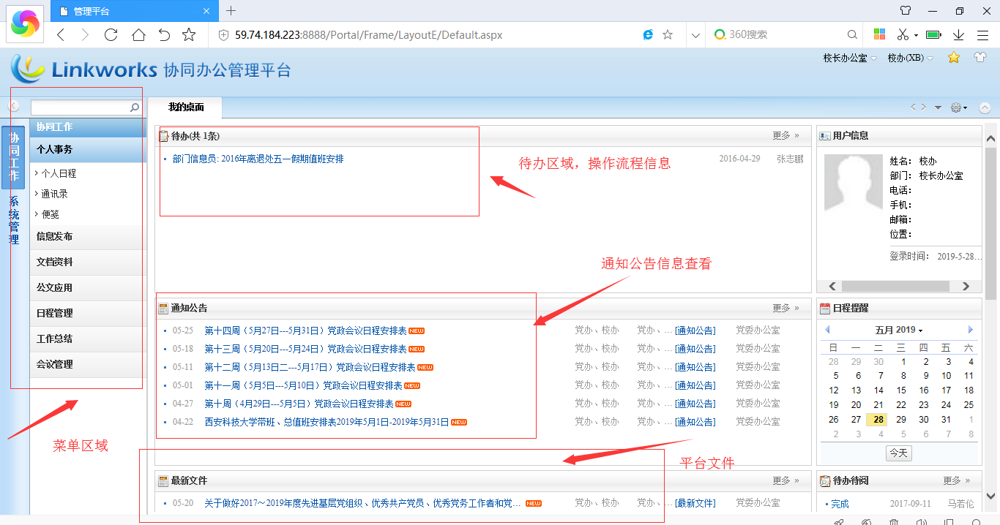 管理平台
59.74.184.223:8888/Portal/Frame/LayoutE/Default.aspx
360搜索
Linkworks 协同办公管理平台
校长办公室 校办(XB)
我的桌面
协同工作
系统管理
协同工作
个人事务
个人日程
通讯录
便笺
信息发布
文档资料
公文应用
日程管理
工作总结
会议管理
菜单区域
待办(共 1条) 更多 »
部门信息员: 2016年离退处五一假期值班安排 2016-04-29 张志鹏
待办区域，操作流程信息
通知公告信息查看
通知公告 更多 »
05-25 第十四周（5月27日---5月31日）党政会议日程安排表 NEW 党办、校办 党办、... [通知公告] 党委办公室
05-18 第十三周（5月20日---5月24日）党政会议日程安排表 NEW 党办、校办 党办、... [通知公告] 党委办公室
05-11 第十二周（5月13日二---5月17日）党政会议日程安排表 NEW 党办、校办 党办、... [通知公告] 党委办公室
05-01 第十一周（5月5日---5月10日）党政会议日程安排表 NEW 党办、校办 党办、... [通知公告] 党委办公室
04-27 第十周（4月29日---5月5日）党政会议日程安排表 NEW 党办、校办 党办、... [通知公告] 党委办公室
04-22 西安科技大学带班、总值班安排表2019年5月1日-2019年5月31日 NEW 党办、校办 党办、... [通知公告] 党委办公室
平台文件
最新文件 更多 »
05-20 关于做好2017～2019年度先进基层党组织、优秀共产党员、优秀党务工作者和党... NEW 党办、校办 党办、... [最新文件] 党委办公室
用户信息
姓名： 校办
部门： 校长办公室
电话：
手机：
邮箱：
位置：
登录时间： 2019-5-28...
日程提醒
五月 2019
日 一 二 三 四 五 六
28 29 30 1 2 3 4
5 6 7 8 9 10 11
12 13 14 15 16 17 18
19 20 21 22 23 24 25
26 27 28 29 30 31 1
2 3 4 5 6 7 8
今天
待办待阅 更多 »
完成 2017-09-11 马若伦